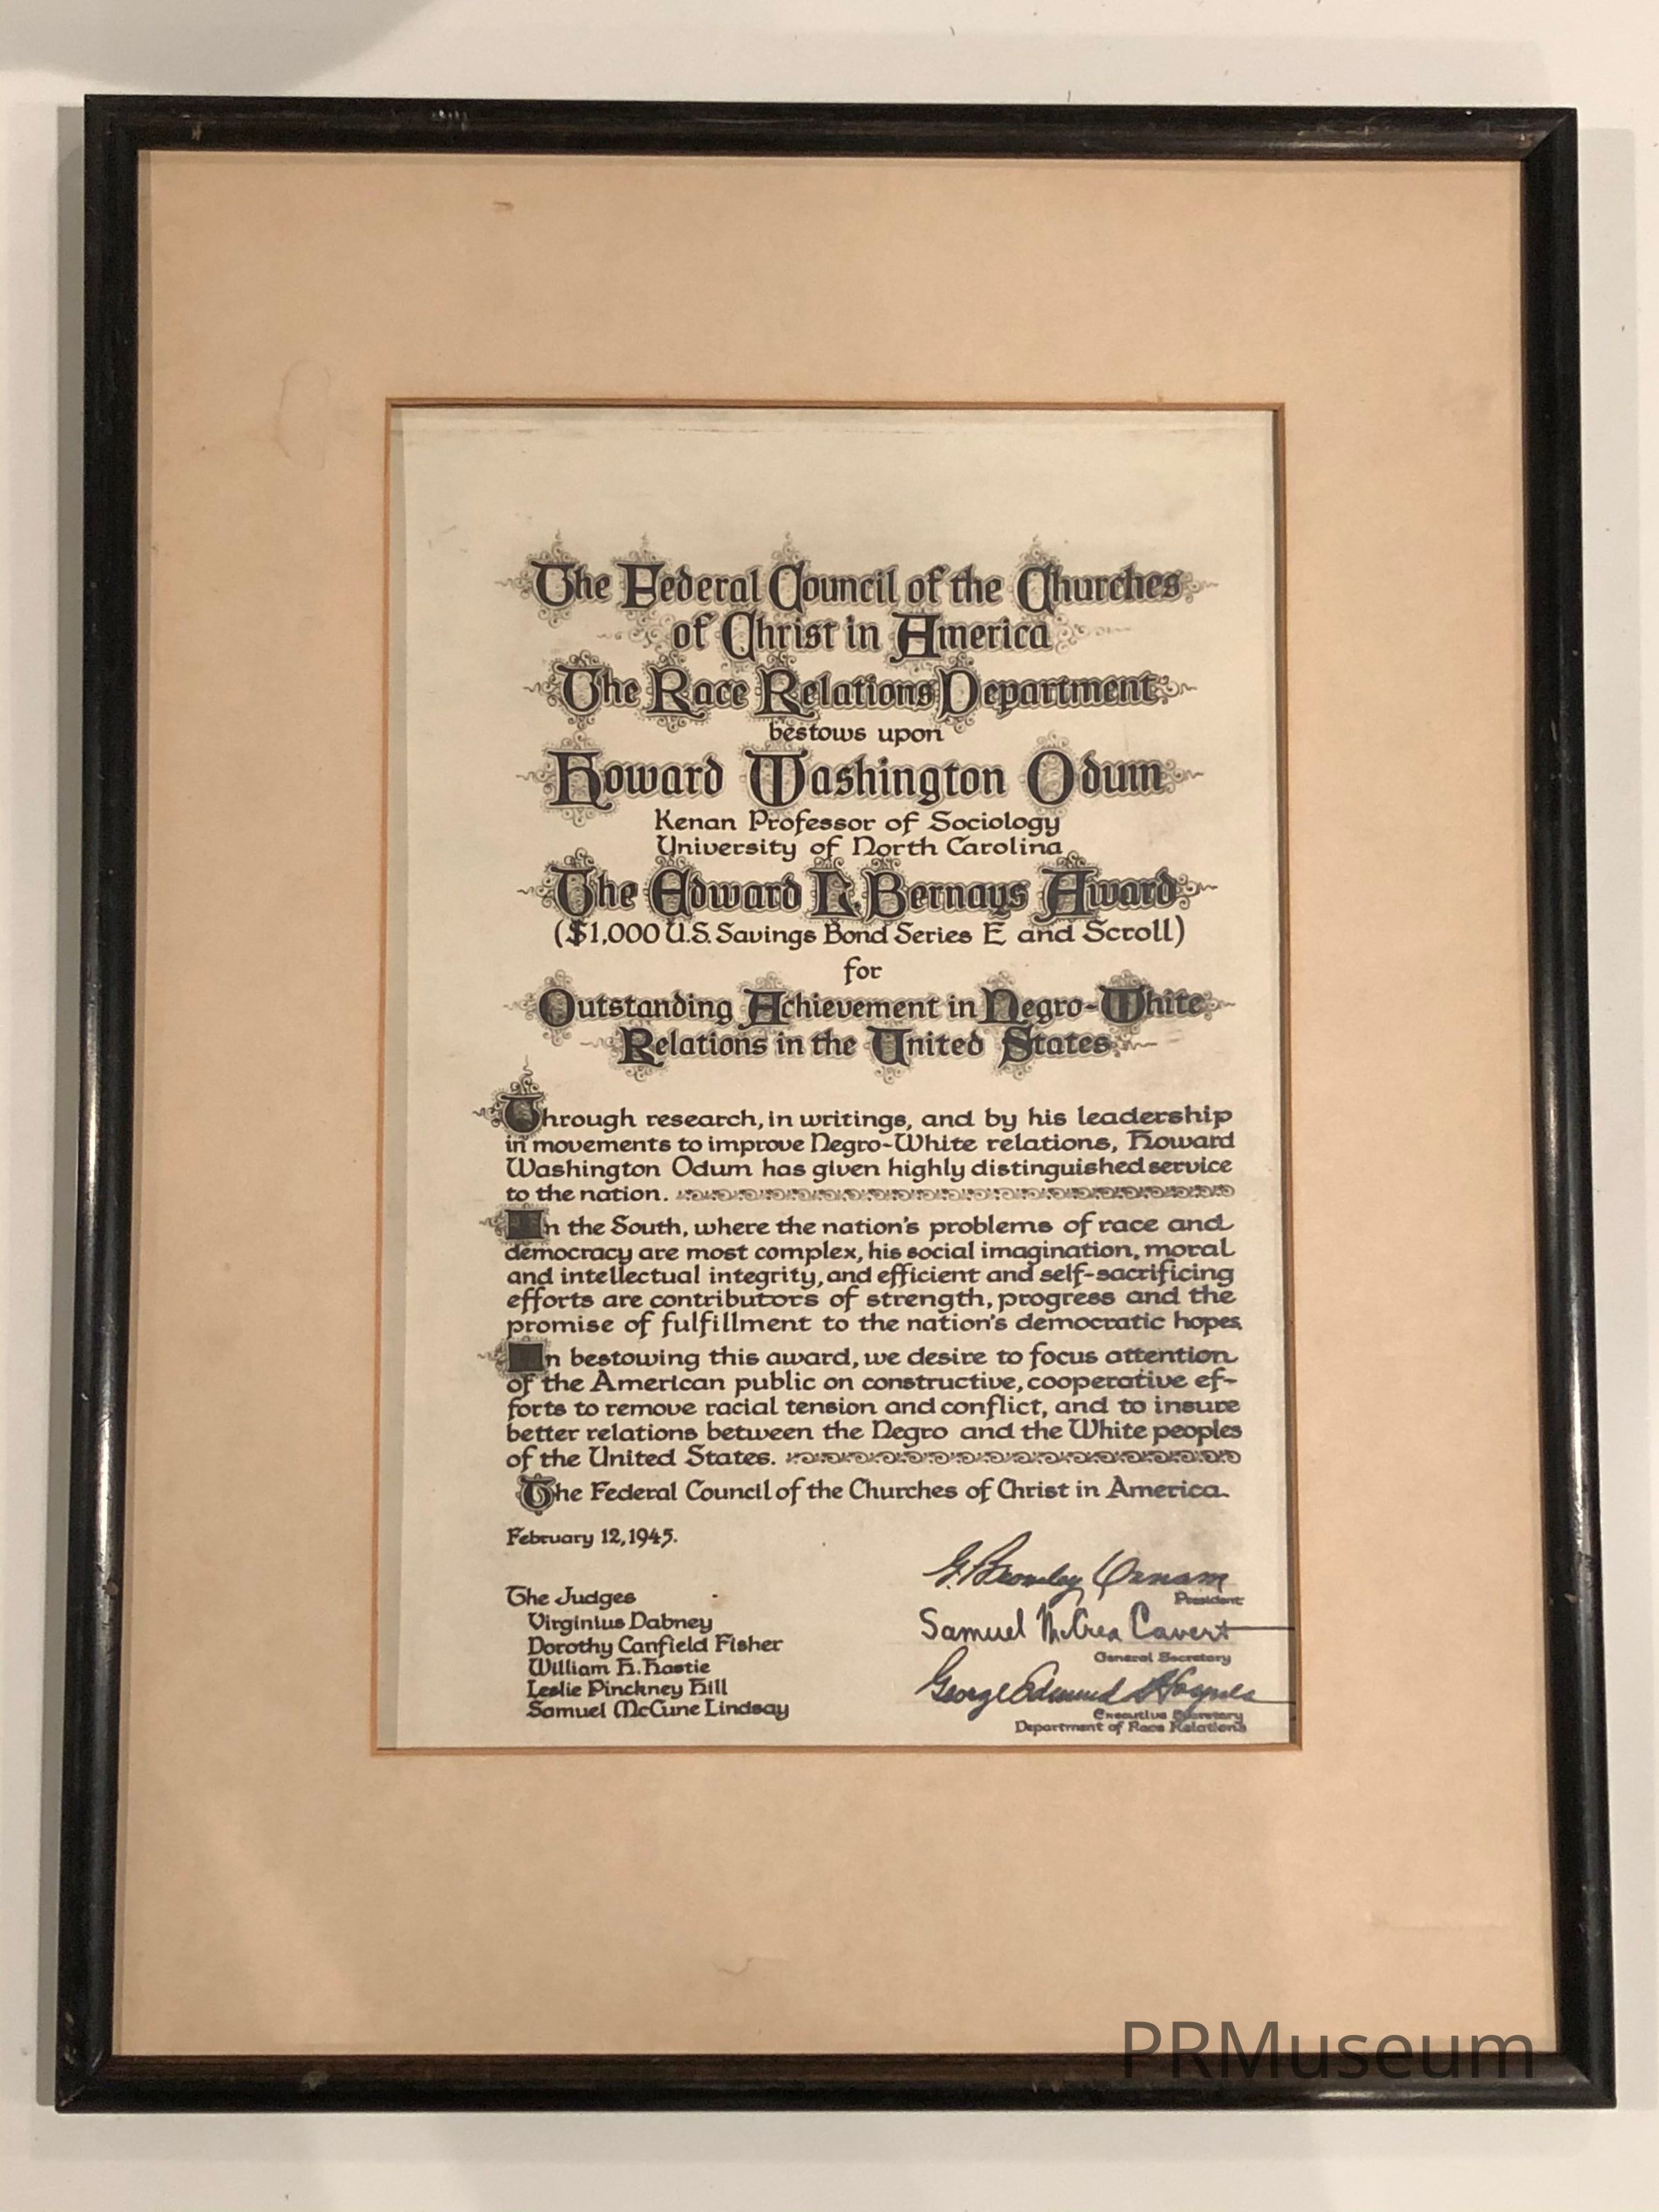 The Federal Council of the Churches
of Christ in America
The Race Relations Department
bestows upon
Howard Washington Odum
Kenan Professor of Sociology
University of North Carolina
The Edward L. Bernays Award
($1,000 U.S. Savings Bond Series E and Scroll)
for
Outstanding Achievement in Negro-White
Relations in the United States.
Through research, in writings, and by his leadership
in movements to improve Negro-White relations, Howard
Washington Odum has given highly distinguished service
to the nation.
In the South, where the nation's problems of race and
democracy are most complex, his social imagination, moral
and intellectual integrity, and efficient and self-sacrificing
efforts are contributors of strength, progress and the
promise of fulfillment to the nation's democratic hopes.
In bestowing this award, we desire to focus attention
of the American public on constructive, cooperative ef-
forts to remove racial tension and conflict, and to insure
better relations between the Negro and the White peoples
of the United States.
The Federal Council of the Churches of Christ in America.
February 12, 1945.
G. Bromley Oxnam
President
Samuel McCrea Cavert
General Secretary
George Edmund Haynes
Executive Secretary
Department of Race Relations
The Judges
Virginius Dabney
Dorothy Canfield Fisher
William H. Hastie
Leslie Pinckney Hill
Samuel McCune Lindsay
PRMuseum